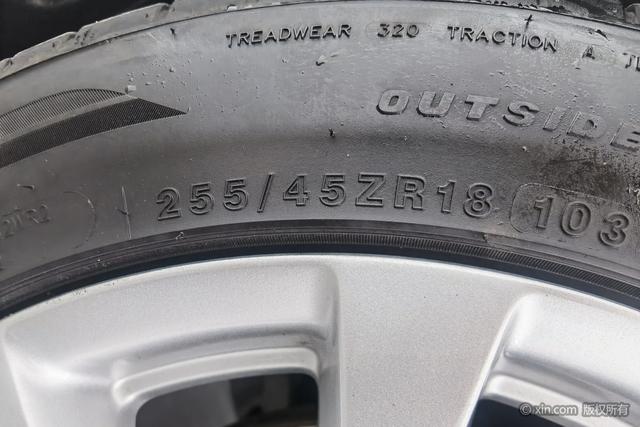 TREADWEAR 320 TRACTION A
OUTSIDE
255/45ZR18 103
© xin.com 版权所有